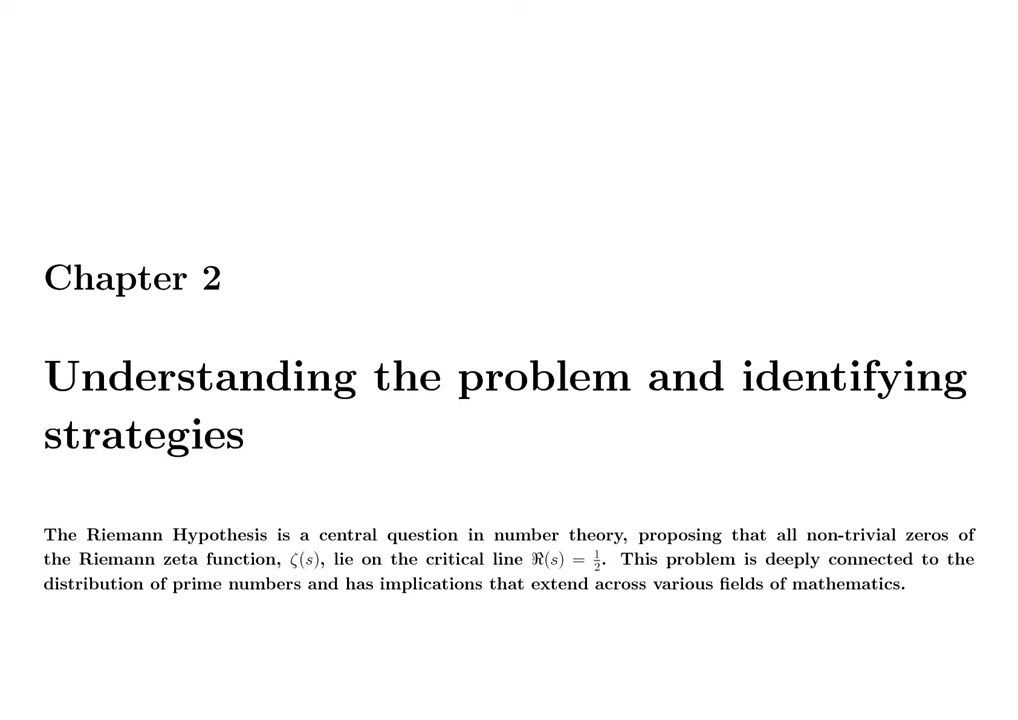 Chapter 2
Understanding the problem and identifying
strategies
The Riemann Hypothesis is a central question in number theory, proposing that all non-trivial zeros of
the Riemann zeta function, ζ(s), lie on the critical line ℜ(s) = 1/2. This problem is deeply connected to the
distribution of prime numbers and has implications that extend across various fields of mathematics.